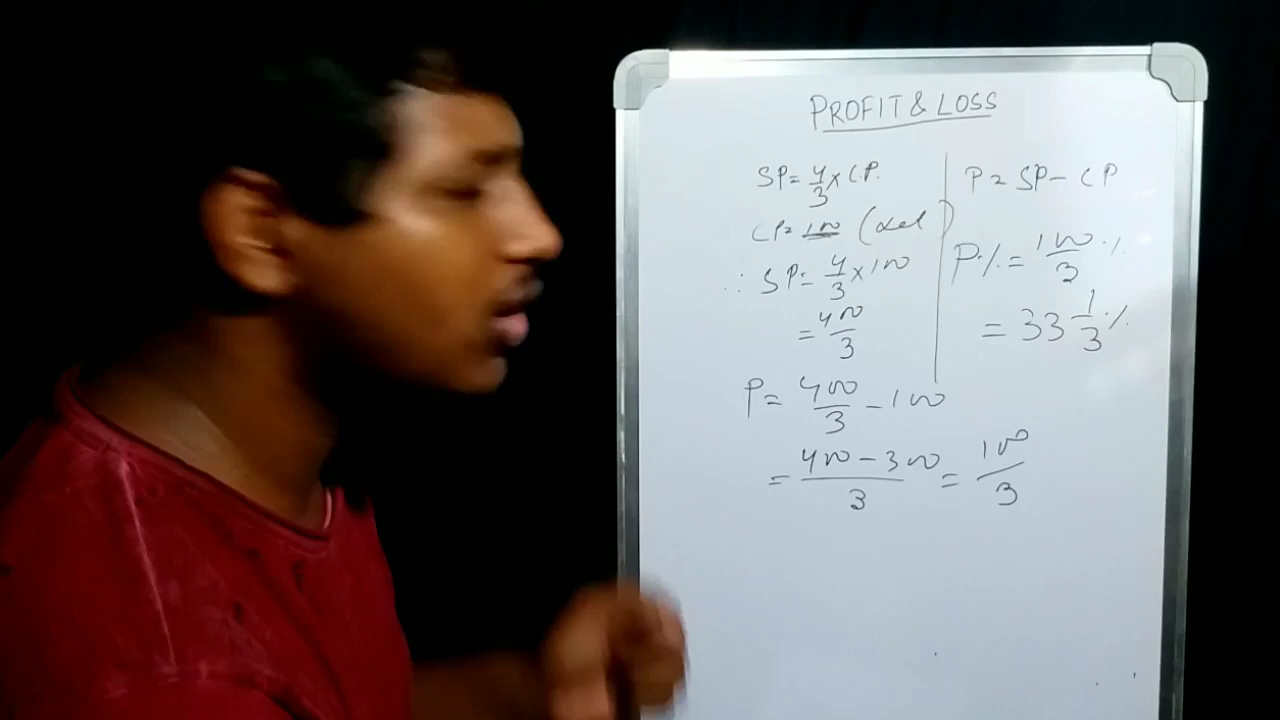 PROFIT & LOSS
SP = 4/3 × C.P.
CP = 100 (let)
∴ SP = 4/3 × 100
= 400/3
P = 400/3 - 100
= 400 - 300/3 = 100/3
P = SP - CP
P% = 100/3 %
= 33 1/3 %